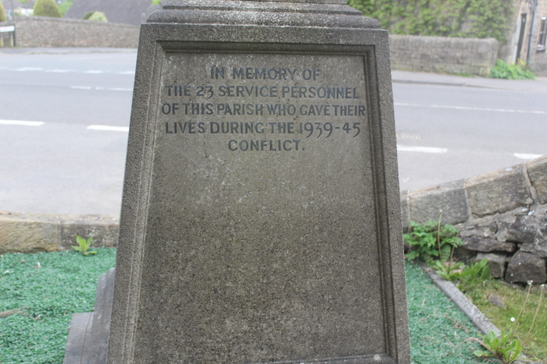 IN MEMORY OF
THE 23 SERVICE PERSONNEL
OF THIS PARISH WHO GAVE THEIR
LIVES DURING THE 1939-45
CONFLICT.